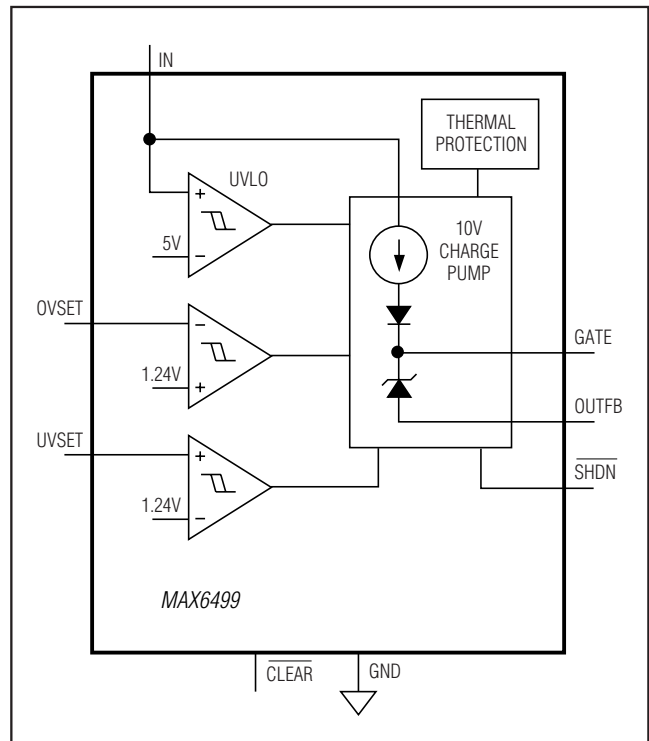 IN
THERMAL
PROTECTION
UVLO
+
5V
−
10V
CHARGE
PUMP
OVSET
−
1.24V
+
GATE
OUTFB
UVSET
+
1.24V
−
SHDN
MAX6499
CLEAR
GND